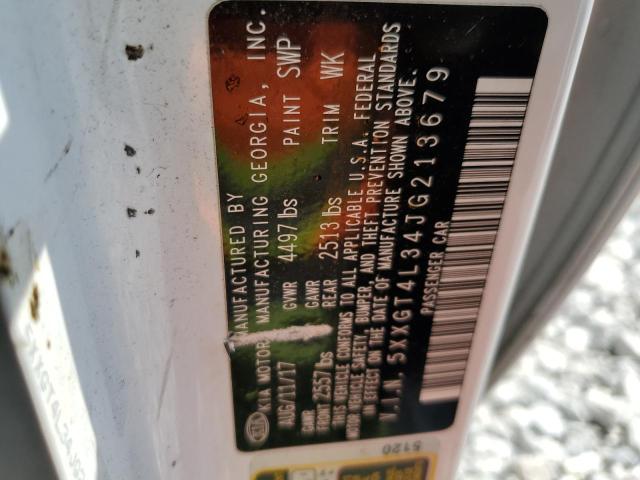 MANUFACTURED BY
KIA MOTORS MANUFACTURING GEORGIA, INC.
AUG/11/17 GVWR 4497 lbs PAINT SWP
GAWR GAWR
FRONT 2557 lbs REAR 2513 lbs TRIM WK
THIS VEHICLE CONFORMS TO ALL APPLICABLE U.S.A. FEDERAL
MOTOR VEHICLE SAFETY, BUMPER, AND THEFT PREVENTION STANDARDS
IN EFFECT ON THE DATE OF MANUFACTURE SHOWN ABOVE.
V.I.N. 5XXGT4L34JG213679
PASSENGER CAR
5120